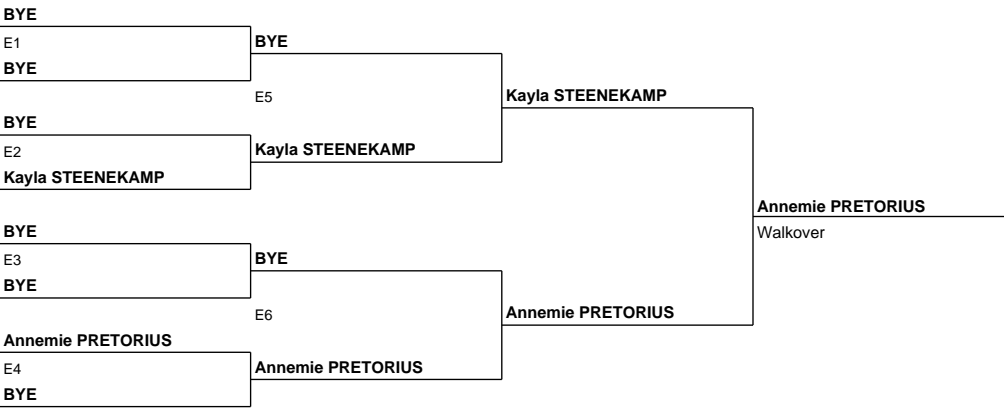 BYE
E1
BYE
BYE
E5
Kayla STEENEKAMP
BYE
E2
Kayla STEENEKAMP
Kayla STEENEKAMP
Annemie PRETORIUS
Walkover
BYE
E3
BYE
BYE
E6
Annemie PRETORIUS
Annemie PRETORIUS
E4
Annemie PRETORIUS
BYE